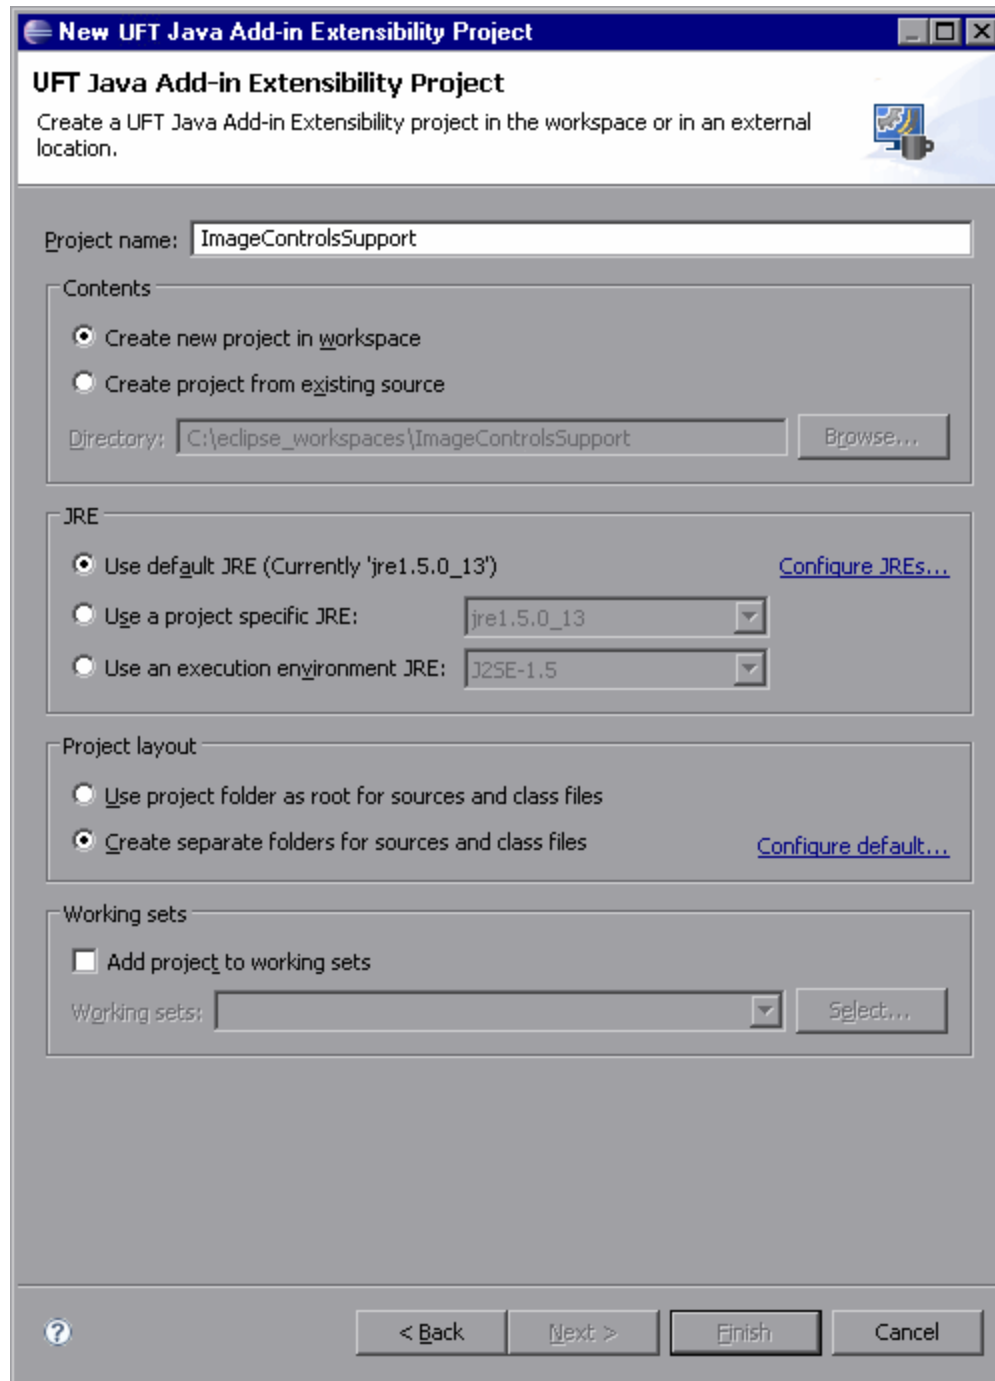 New UFT Java Add-in Extensibility Project
UFT Java Add-in Extensibility Project
Create a UFT Java Add-in Extensibility project in the workspace or in an external
location.
Project name: ImageControlsSupport
Contents
Create new project in workspace
Create project from existing source
Directory: C:\eclipse_workspaces\ImageControlsSupport Browse...
JRE
Use default JRE (Currently 'jre1.5.0_13') Configure JREs...
Use a project specific JRE: jre1.5.0_13
Use an execution environment JRE: J2SE-1.5
Project layout
Use project folder as root for sources and class files
Create separate folders for sources and class files Configure default...
Working sets
Add project to working sets
Working sets: Select...
? < Back Next > Finish Cancel